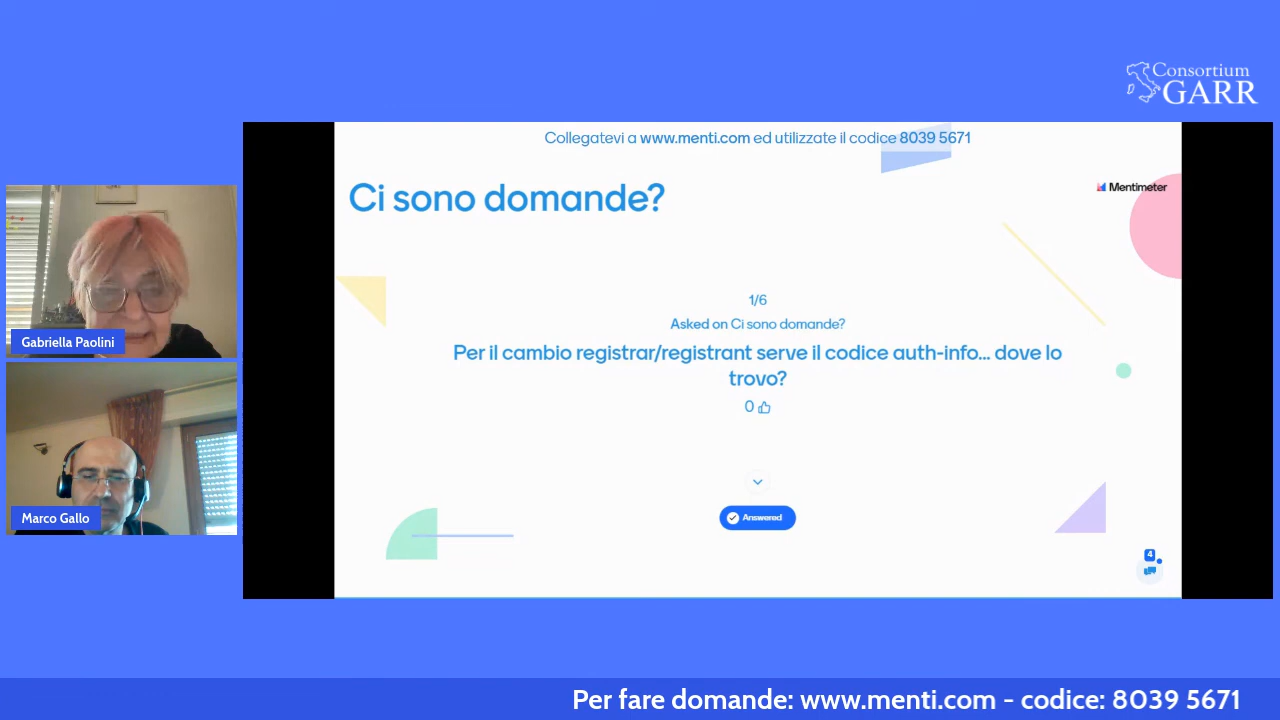 Consortium
GARR
Collegatevi a www.menti.com ed utilizzate il codice 8039 5671
Ci sono domande?
Mentimeter
1/6
Asked on Ci sono domande?
Per il cambio registrar/registrant serve il codice auth-info... dove lo
trovo?
0
Answered
4
Gabriella Paolini
Marco Gallo
Per fare domande: www.menti.com - codice: 8039 5671